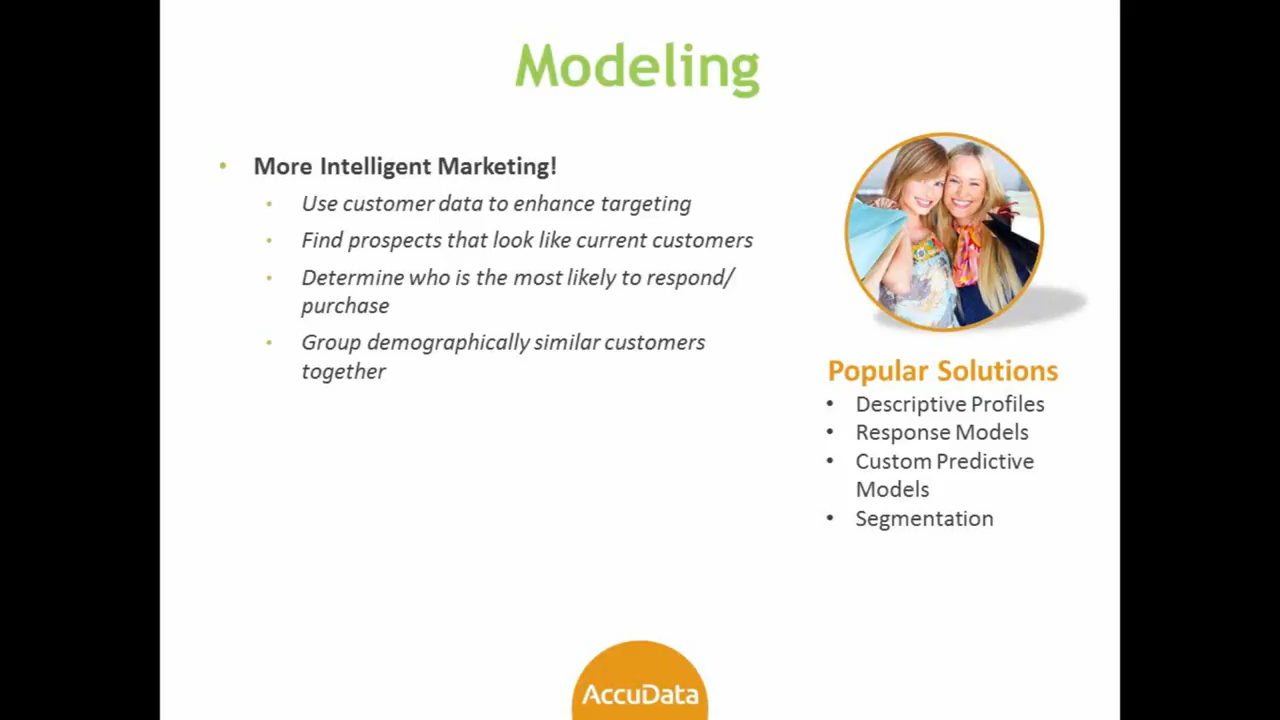 Modeling
• More Intelligent Marketing!
• Use customer data to enhance targeting
• Find prospects that look like current customers
• Determine who is the most likely to respond/
purchase
• Group demographically similar customers
together
Popular Solutions
• Descriptive Profiles
• Response Models
• Custom Predictive
Models
• Segmentation
AccuData